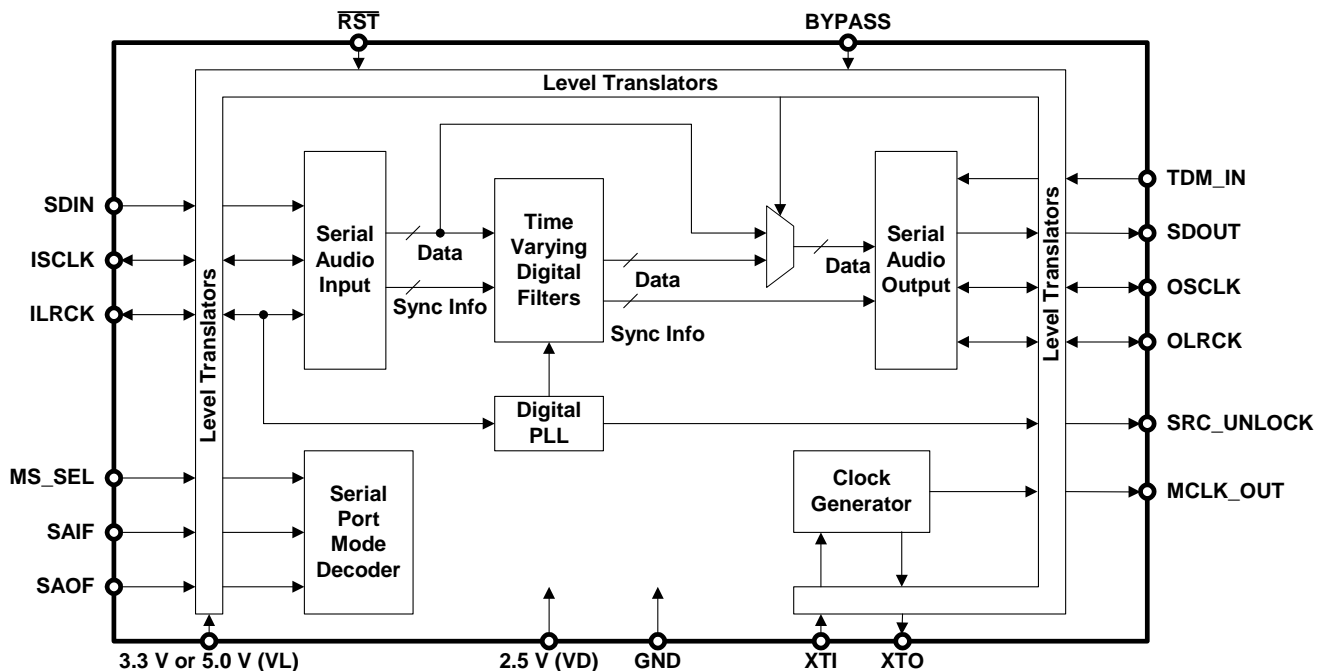 RST
BYPASS
Level Translators
Level Translators
Level Translators
SDIN
ISCLK
ILRCK
MS_SEL
SAIF
SAOF
Serial
Audio
Input
Data
Sync Info
Time
Varying
Digital
Filters
Data
Sync Info
Data
Serial
Audio
Output
TDM_IN
SDOUT
OSCLK
OLRCK
SRC_UNLOCK
MCLK_OUT
Digital
PLL
Serial
Port
Mode
Decoder
Clock
Generator
3.3 V or 5.0 V (VL)
2.5 V (VD)
GND
XTI
XTO